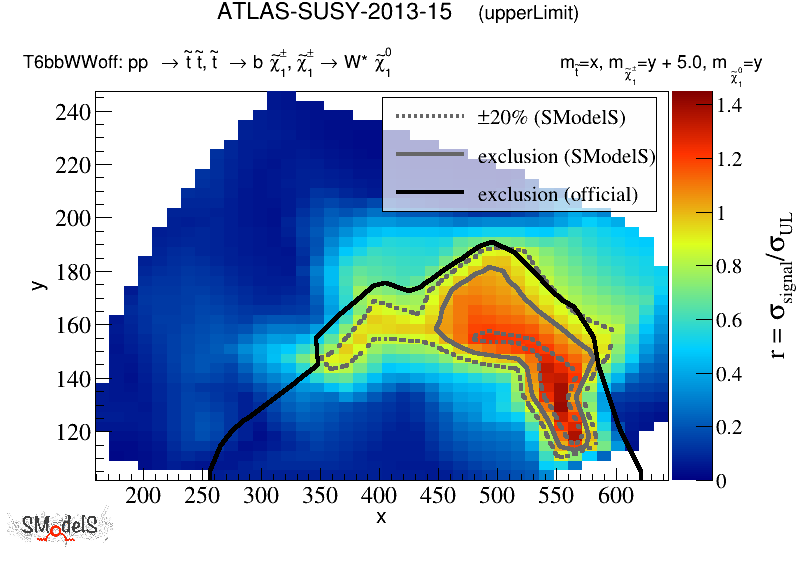 ATLAS-SUSY-2013-15 (upperLimit)
T6bbWWoff: pp → t̃ t̃, t̃ → b χ̃₁±, χ̃₁± → W* χ̃₁⁰
m_t̃=x, m_χ̃₁±=y + 5.0, m_χ̃₁⁰=y
±20% (SModelS)
exclusion (SModelS)
exclusion (official)
240
220
200
180
160
140
120
y
200 250 300 350 400 450 500 550 600
x
1.4
1.2
1
0.8
0.6
0.4
0.2
0
r = σ_signal/σ_UL
SModelS